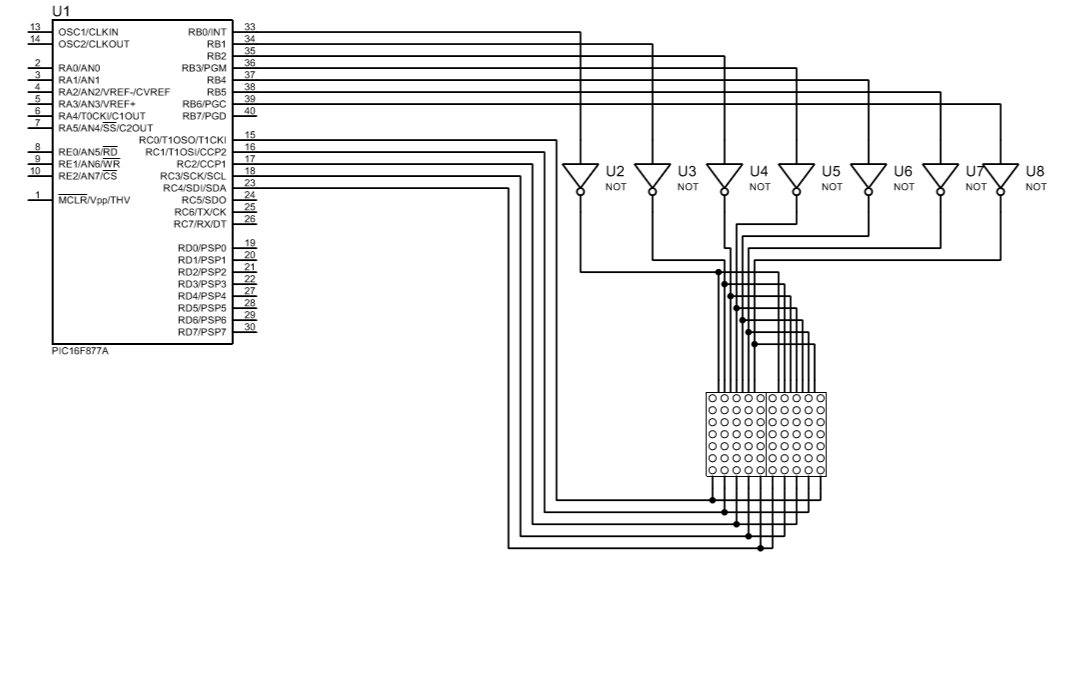 U1
13 OSC1/CLKIN RB0/INT 33
14 OSC2/CLKOUT RB1 34
RB2 35
2 RA0/AN0 RB3/PGM 36
3 RA1/AN1 RB4 37
4 RA2/AN2/VREF-/CVREF RB5 38
5 RA3/AN3/VREF+ RB6/PGC 39
6 RA4/T0CKI/C1OUT RB7/PGD 40
7 RA5/AN4/SS/C2OUT
RC0/T1OSO/T1CKI 15
8 RE0/AN5/RD RC1/T1OSI/CCP2 16
9 RE1/AN6/WR RC2/CCP1 17
10 RE2/AN7/CS RC3/SCK/SCL 18
RC4/SDI/SDA 23
1 MCLR/Vpp/THV RC5/SDO 24
RC6/TX/CK 25
RC7/RX/DT 26
RD0/PSP0 19
RD1/PSP1 20
RD2/PSP2 21
RD3/PSP3 22
RD4/PSP4 27
RD5/PSP5 28
RD6/PSP6 29
RD7/PSP7 30
PIC16F877A
U2 U3 U4 U5 U6 U7 U8
NOT NOT NOT NOT NOT NOT NOT